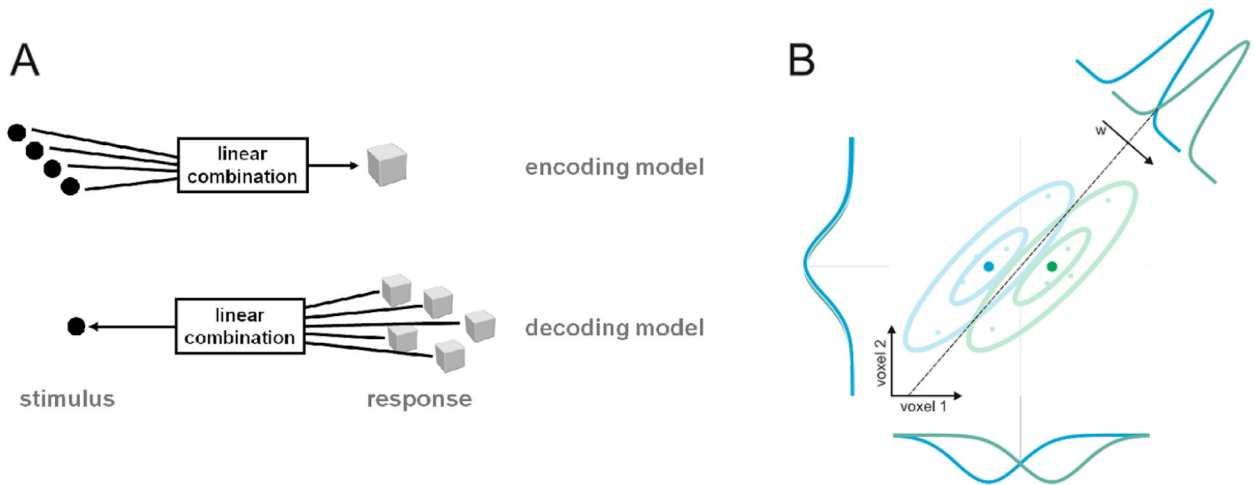 A
linear
combination
encoding model
linear
combination
decoding model
stimulus
response
B
w
voxel 2
voxel 1